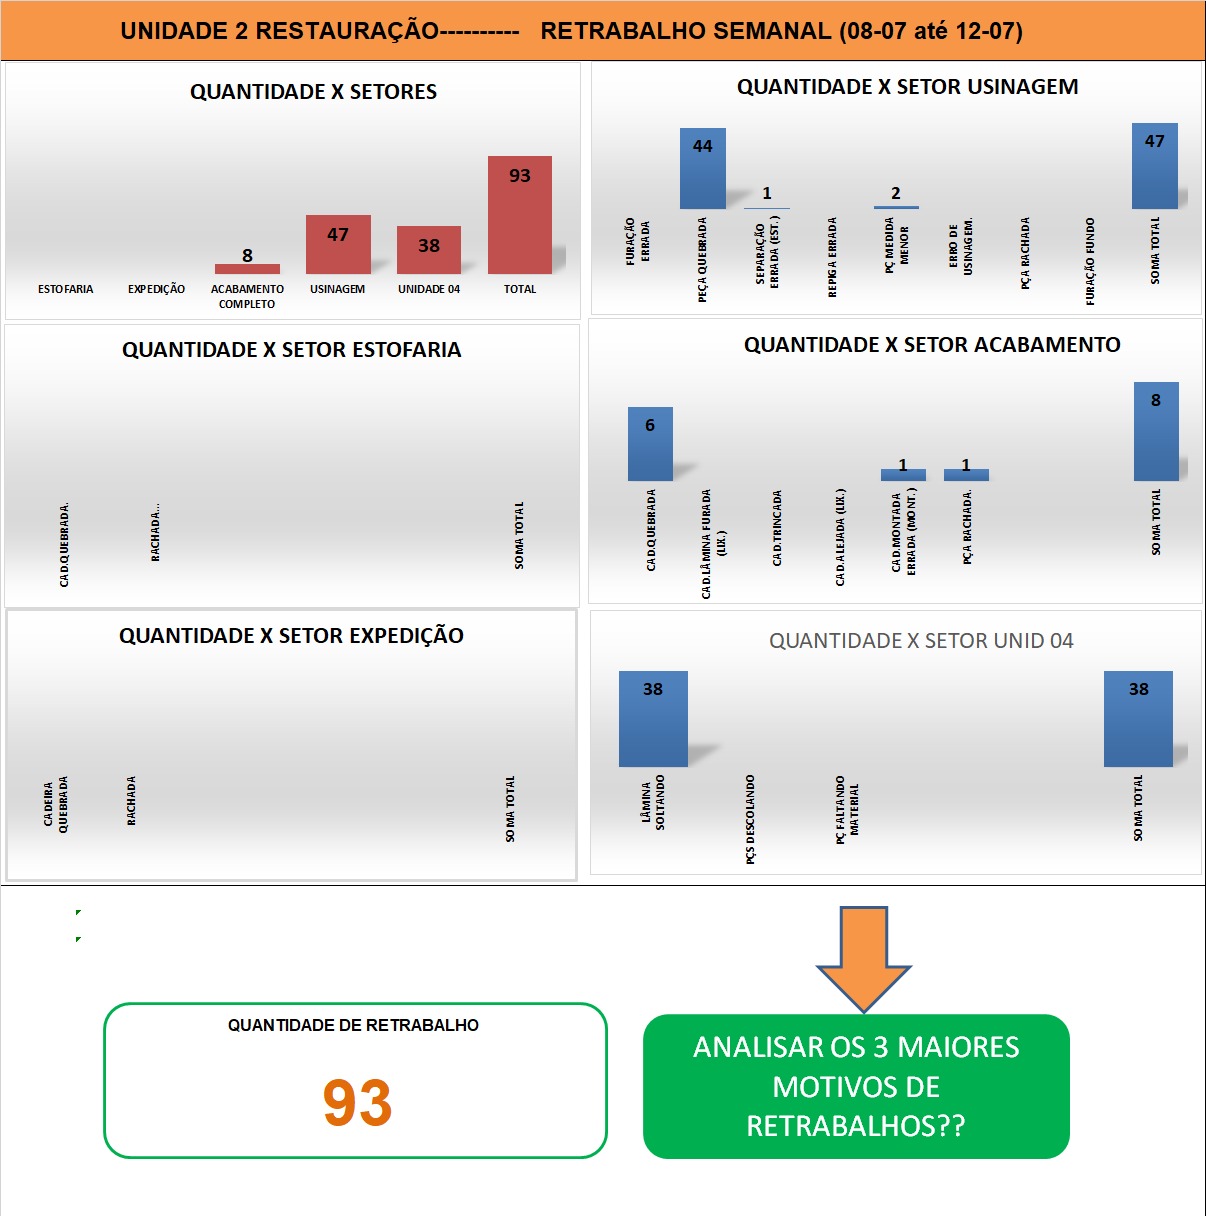 UNIDADE 2 RESTAURAÇÃO---------- RETRABALHO SEMANAL (08-07 até 12-07)
QUANTIDADE X SETORES
8
47
38
93
ESTOFARIA
EXPEDIÇÃO
ACABAMENTO
COMPLETO
USINAGEM
UNIDADE 04
TOTAL
QUANTIDADE X SETOR USINAGEM
44
1
2
47
FURAÇÃO
ERRADA
PEÇA QUEBRADA
SEPARAÇÃO
ERRADA (EST.)
REPIGA ERRADA
PÇ MEDIDA
MENOR
ERRO DE
USINAGEM.
PÇA RACHADA
FURAÇÃO FUNDO
SOMA TOTAL
QUANTIDADE X SETOR ESTOFARIA
CAD.QUEBRADA.
RACHADA...
SOMA TOTAL
QUANTIDADE X SETOR ACABAMENTO
6
1
1
8
CAD.QUEBRADA
CAD.LÂMINA FURADA
(LIX.)
CAD.TRINCADA
CAD.ALEJADA (LIX.)
CAD.MONTADA
ERRADA (MONT.)
PÇA RACHADA.
SOMA TOTAL
QUANTIDADE X SETOR EXPEDIÇÃO
CADEIRA
QUEBRADA
RACHADA
SOMA TOTAL
QUANTIDADE X SETOR UNID 04
38
38
LÂMINA
SOLTANDO
PÇS DESCOLANDO
PÇ FALTANDO
MATERIAL
SOMA TOTAL
QUANTIDADE DE RETRABALHO
93
ANALISAR OS 3 MAIORES
MOTIVOS DE
RETRABALHOS??